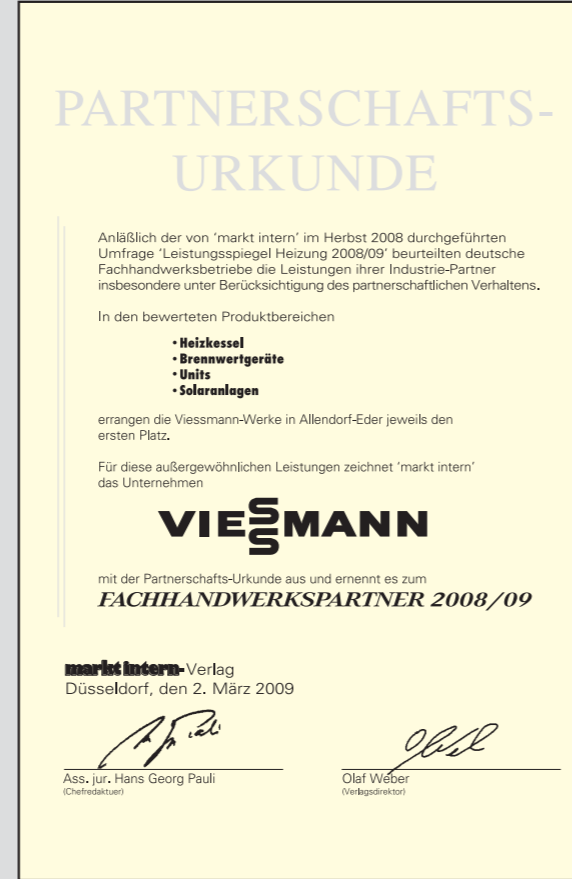 PARTNERSCHAFTS-
URKUNDE
Anläßlich der von 'markt intern' im Herbst 2008 durchgeführten
Umfrage 'Leistungsspiegel Heizung 2008/09' beurteilten deutsche
Fachhandwerksbetriebe die Leistungen ihrer Industrie-Partner
insbesondere unter Berücksichtigung des partnerschaftlichen Verhaltens.
In den bewerteten Produktbereichen
• Heizkessel
• Brennwertgeräte
• Units
• Solaranlagen
errangen die Viessmann-Werke in Allendorf-Eder jeweils den
ersten Platz.
Für diese außergewöhnlichen Leistungen zeichnet 'markt intern'
das Unternehmen
VIESSMANN
mit der Partnerschafts-Urkunde aus und ernennt es zum
FACHHANDWERKSPARTNER 2008/09
markt intern-Verlag
Düsseldorf, den 2. März 2009
Ass. jur. Hans Georg Pauli
(Chefredaktuer)
Olaf Weber
(Verlagsdirektor)